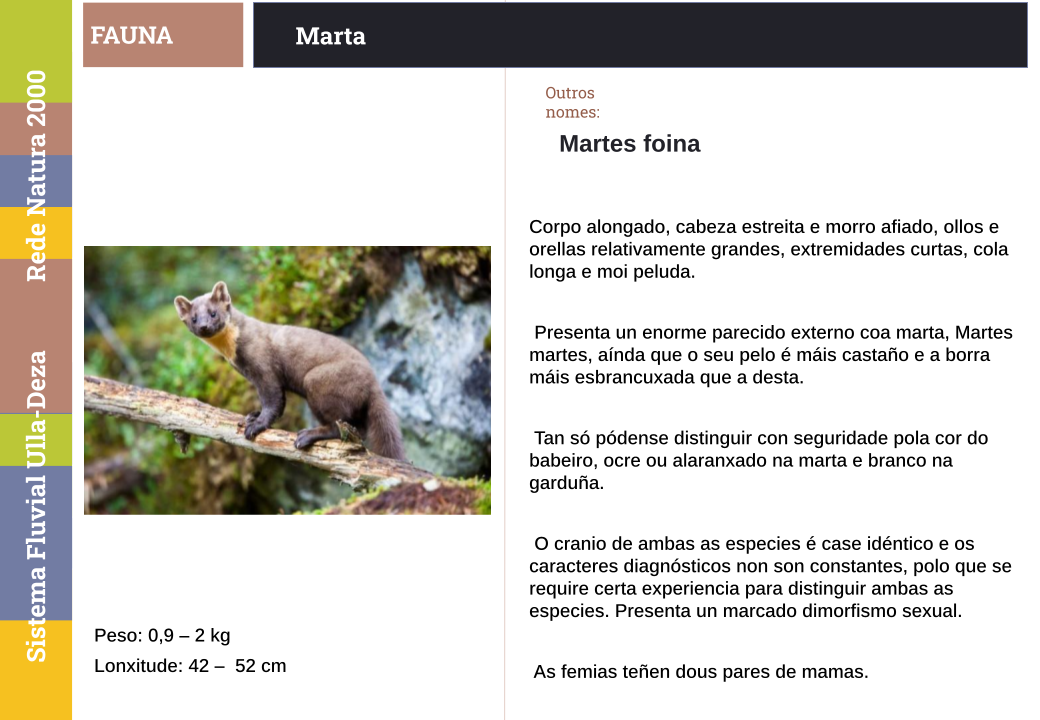 FAUNA
Marta
Rede Natura 2000
Sistema Fluvial Ulla-Deza
Peso: 0,9 – 2 kg
Lonxitude: 42 – 52 cm
Outros
nomes:
Martes foina
Corpo alongado, cabeza estreita e morro afiado, ollos e
orellas relativamente grandes, extremidades curtas, cola
longa e moi peluda.
Presenta un enorme parecido externo coa marta, Martes
martes, aínda que o seu pelo é máis castaño e a borra
máis esbrancuxada que a desta.
Tan só pódense distinguir con seguridade pola cor do
babeiro, ocre ou alaranxado na marta e branco na
garduña.
O cranio de ambas as especies é case idéntico e os
caracteres diagnósticos non son constantes, polo que se
require certa experiencia para distinguir ambas as
especies. Presenta un marcado dimorfismo sexual.
As femias teñen dous pares de mamas.